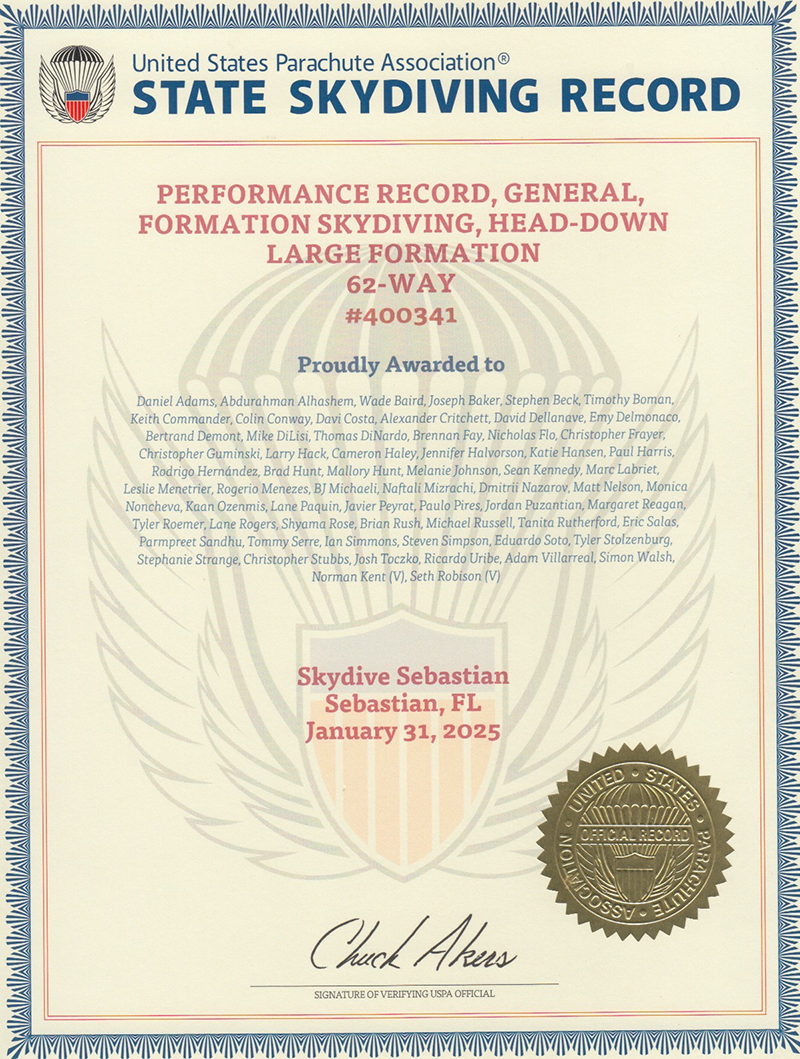 United States Parachute Association®
STATE SKYDIVING RECORD
PERFORMANCE RECORD, GENERAL,
FORMATION SKYDIVING, HEAD-DOWN
LARGE FORMATION
62-WAY
#400341
Proudly Awarded to
Daniel Adams, Abdurahman Alhashem, Wade Baird, Joseph Baker, Stephen Beck, Timothy Boman,
Keith Commander, Colin Conway, Davi Costa, Alexander Critchett, David Dellanave, Emy Delmonaco,
Bertrand Demont, Mike DiLisi, Thomas DiNardo, Brennan Fay, Nicholas Flo, Christopher Frayer,
Christopher Guminski, Larry Hack, Cameron Haley, Jennifer Halvorson, Katie Hansen, Paul Harris,
Rodrigo Hernández, Brad Hunt, Mallory Hunt, Melanie Johnson, Sean Kennedy, Marc Labriet,
Leslie Menetrier, Rogerio Menezes, BJ Michaeli, Naftali Mizrachi, Dmitrii Nazarov, Matt Nelson, Monica
Noncheva, Kaan Ozenmis, Lane Paquin, Javier Peyrat, Paulo Pires, Jordan Puzantian, Margaret Reagan,
Tyler Roemer, Lane Rogers, Shyama Rose, Brian Rush, Michael Russell, Tanita Rutherford, Eric Salas,
Parmpreet Sandhu, Tommy Serre, Ian Simmons, Steven Simpson, Eduardo Soto, Tyler Stolzenburg,
Stephanie Strange, Christopher Stubbs, Josh Toczko, Ricardo Uribe, Adam Villarreal, Simon Walsh,
Norman Kent (V), Seth Robison (V)
Skydive Sebastian
Sebastian, FL
January 31, 2025
UNITED • STATES • PARACHUTE • ASSOCIATION •
OFFICIAL RECORD
Chuck Akers
SIGNATURE OF VERIFYING USPA OFFICIAL